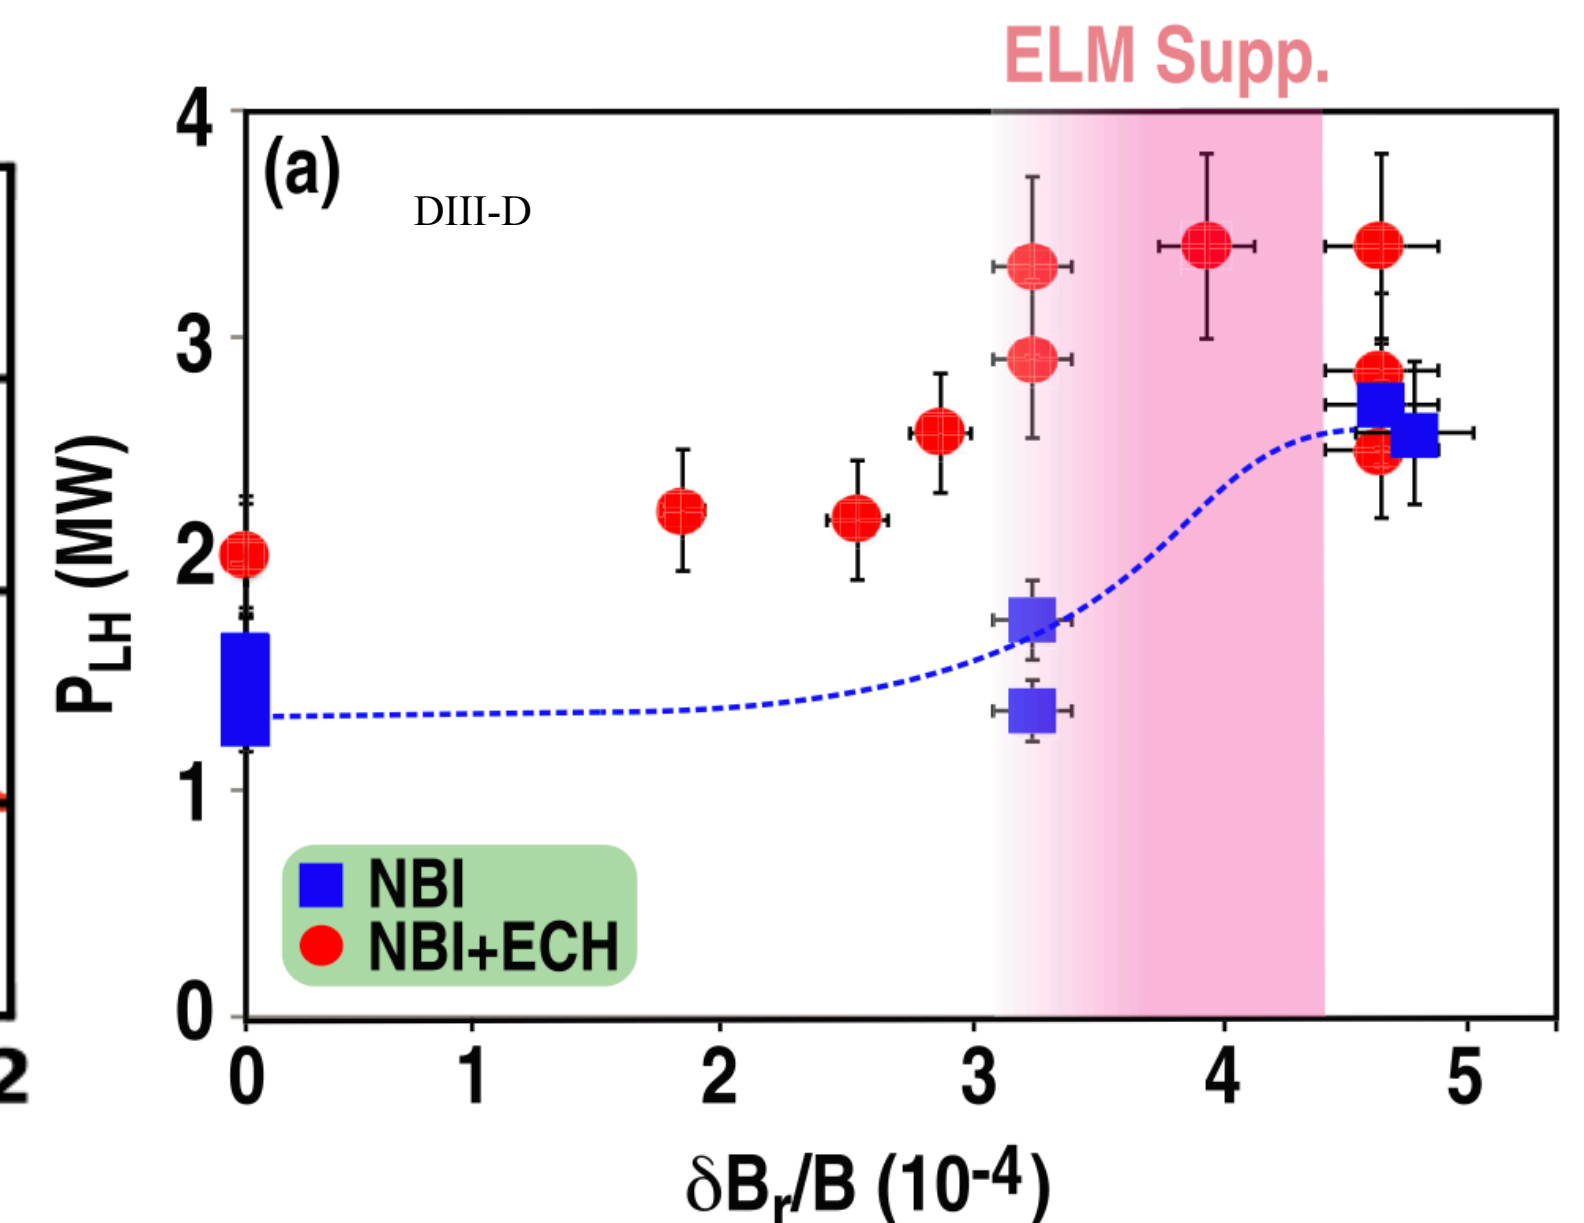 ELM Supp.
4
(a)
DIII-D
3
2
1
0
P_LH (MW)
NBI
NBI+ECH
0 1 2 3 4 5
δB_r/B (10^-4)
2